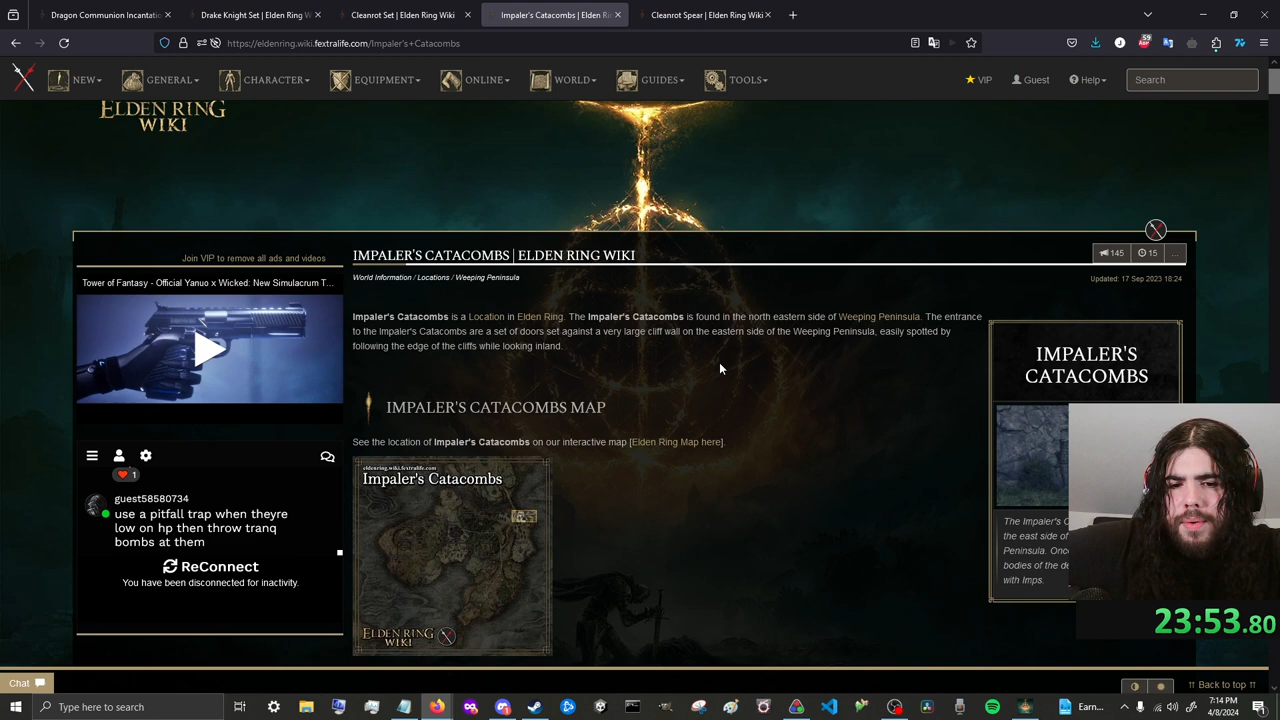 Dragon Communion Incantatio
Drake Knight Set | Elden Ring W
Cleanrot Set | Elden Ring Wiki
Impaler's Catacombs | Elden Rin
Cleanrot Spear | Elden Ring Wiki
https://eldenring.wiki.fextralife.com/Impaler's+Catacombs
59
NEW
GENERAL
CHARACTER
EQUIPMENT
ONLINE
WORLD
GUIDES
TOOLS
VIP
Guest
Help
Search
ELDEN RING
WIKI
Join VIP to remove all ads and videos
Tower of Fantasy - Official Yanuo x Wicked: New Simulacrum T...
1
guest58580734
use a pitfall trap when theyre
low on hp then throw tranq
bombs at them
ReConnect
You have been disconnected for inactivity.
IMPALER'S CATACOMBS | ELDEN RING WIKI
145
15
...
World Information / Locations / Weeping Peninsula
Updated: 17 Sep 2023 18:24
Impaler's Catacombs is a Location in Elden Ring. The Impaler's Catacombs is found in the north eastern side of Weeping Peninsula. The entrance
to the Impaler's Catacombs are a set of doors set against a very large cliff wall on the eastern side of the Weeping Peninsula, easily spotted by
following the edge of the cliffs while looking inland.
IMPALER'S CATACOMBS MAP
See the location of Impaler's Catacombs on our interactive map [Elden Ring Map here].
eldenring.wiki.fextralife.com
Impaler's Catacombs
ELDEN RING
WIKI
IMPALER'S
CATACOMBS
The Impaler's C
the east side of
Peninsula. Onc
bodies of the de
with Imps.
23:53.80
Chat
Back to top
Type here to search
Earn...
7:14 PM
4/8/2024